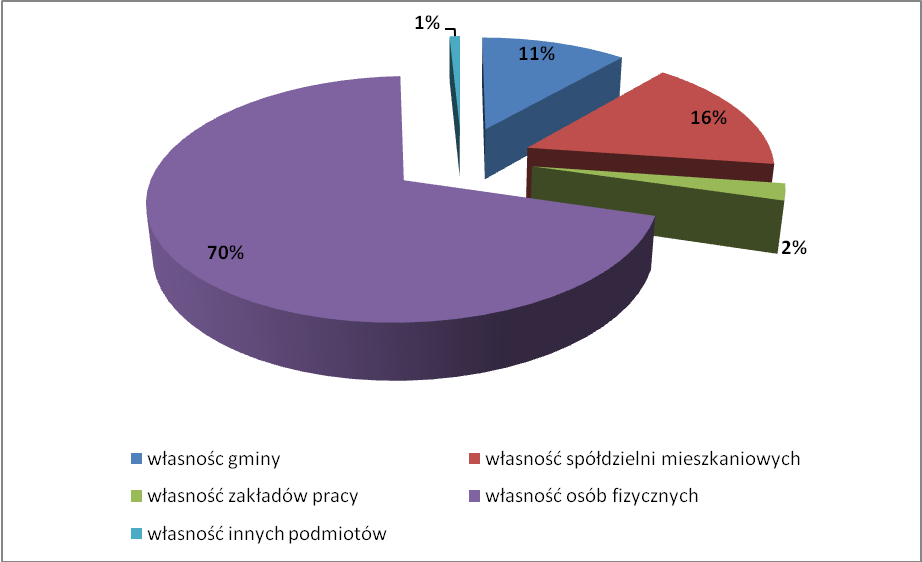 1%
11%
16%
70%
2%
własnośc gminy
własność spółdzielni mieszkaniowych
własność zakładów pracy
własność osób fizycznych
własność innych podmiotów